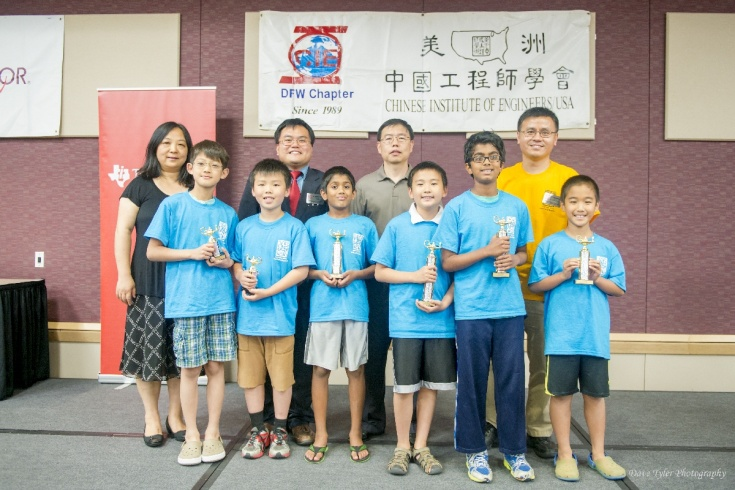 OR
DFW Chapter
Since 1989
美 洲
中國工程師學會
CHINESE INSTITUTE OF ENGINEERS USA
Dave Tyler Photography